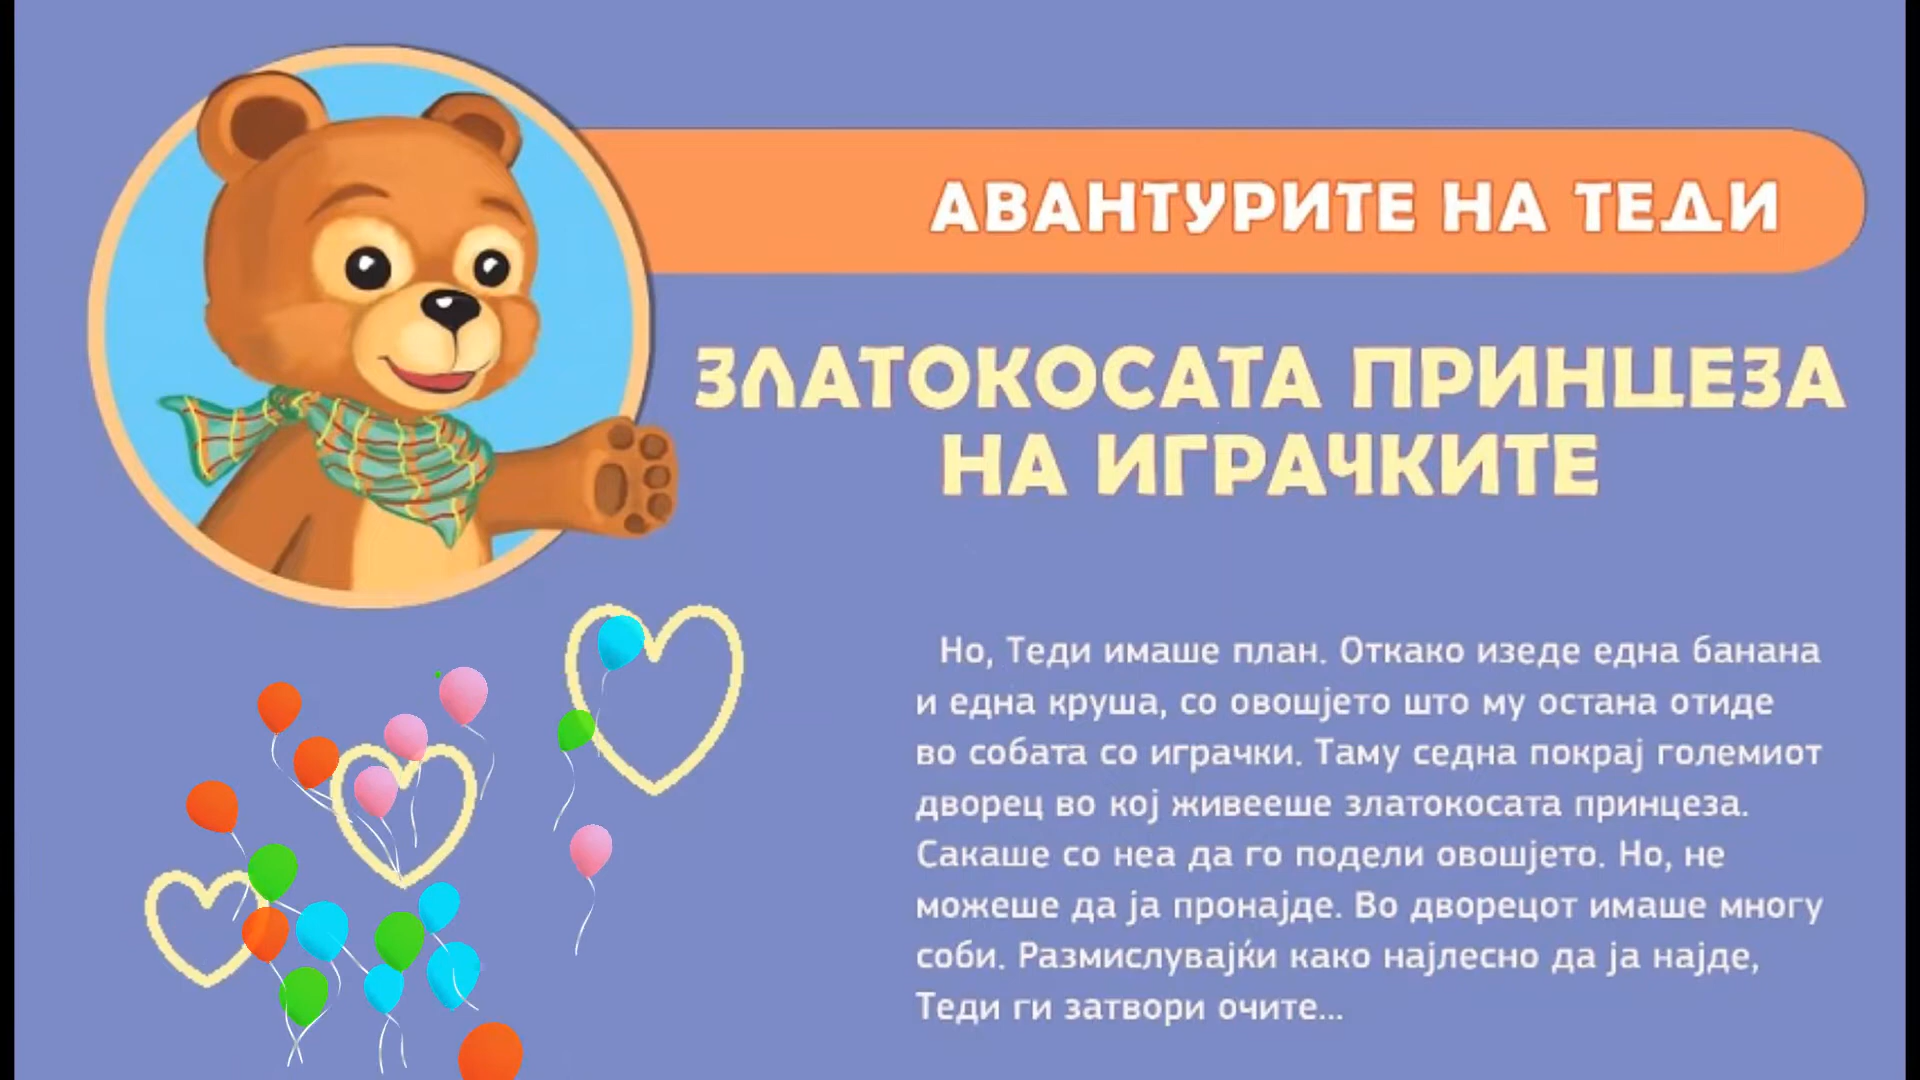 АВАНТУРИТЕ НА ТЕДИ
ЗЛАТОКОСАТА ПРИНЦЕЗА
НА ИГРАЧКИТЕ
Но, Теди имаше план. Откако изеде една банана
и една круша, со овошјето што му остана отиде
во собата со играчки. Таму седна покрај големиот
дворец во кој живееше златокосата принцеза.
Сакаше со неа да го подели овошјето. Но, не
можеше да ја пронајде. Во дворецот имаше многу
соби. Размислувајќи како најлесно да ја најде,
Теди ги затвори очите...